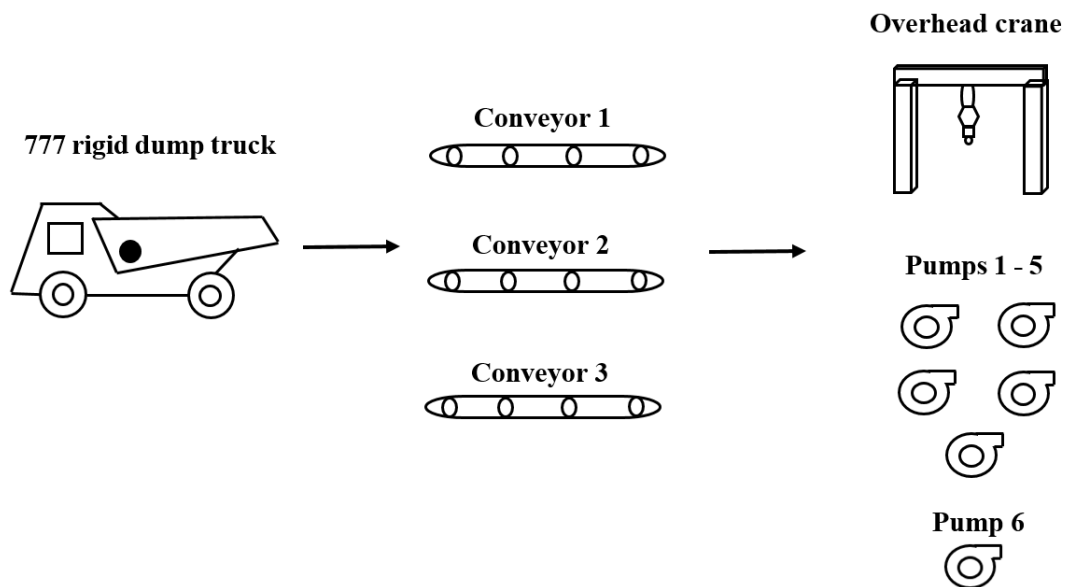 777 rigid dump truck
Conveyor 1
Conveyor 2
Conveyor 3
Overhead crane
Pumps 1 - 5
Pump 6